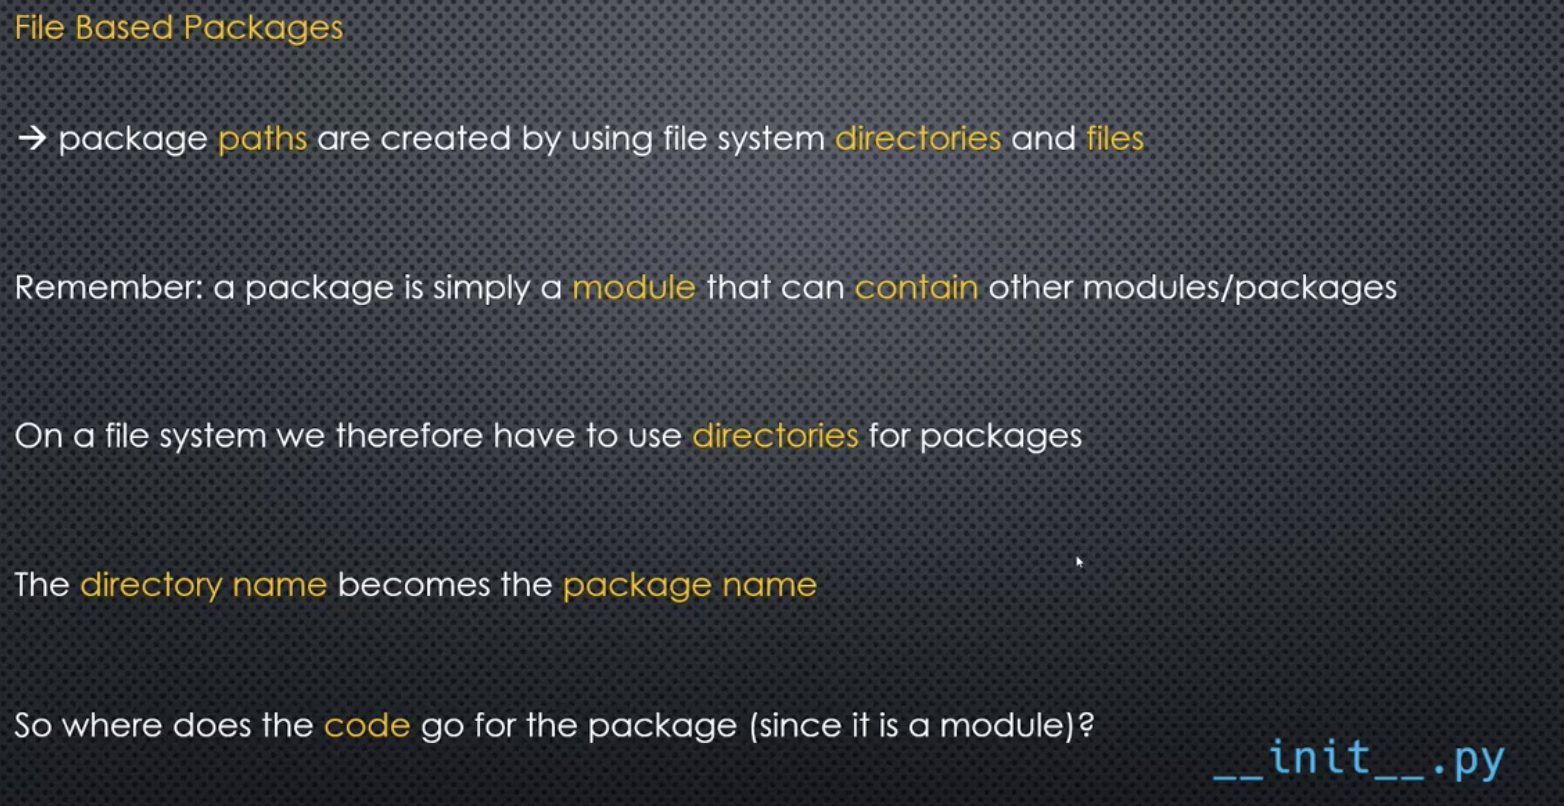 File Based Packages
→ package paths are created by using file system directories and files
Remember: a package is simply a module that can contain other modules/packages
On a file system we therefore have to use directories for packages
The directory name becomes the package name
So where does the code go for the package (since it is a module)?
__init__.py